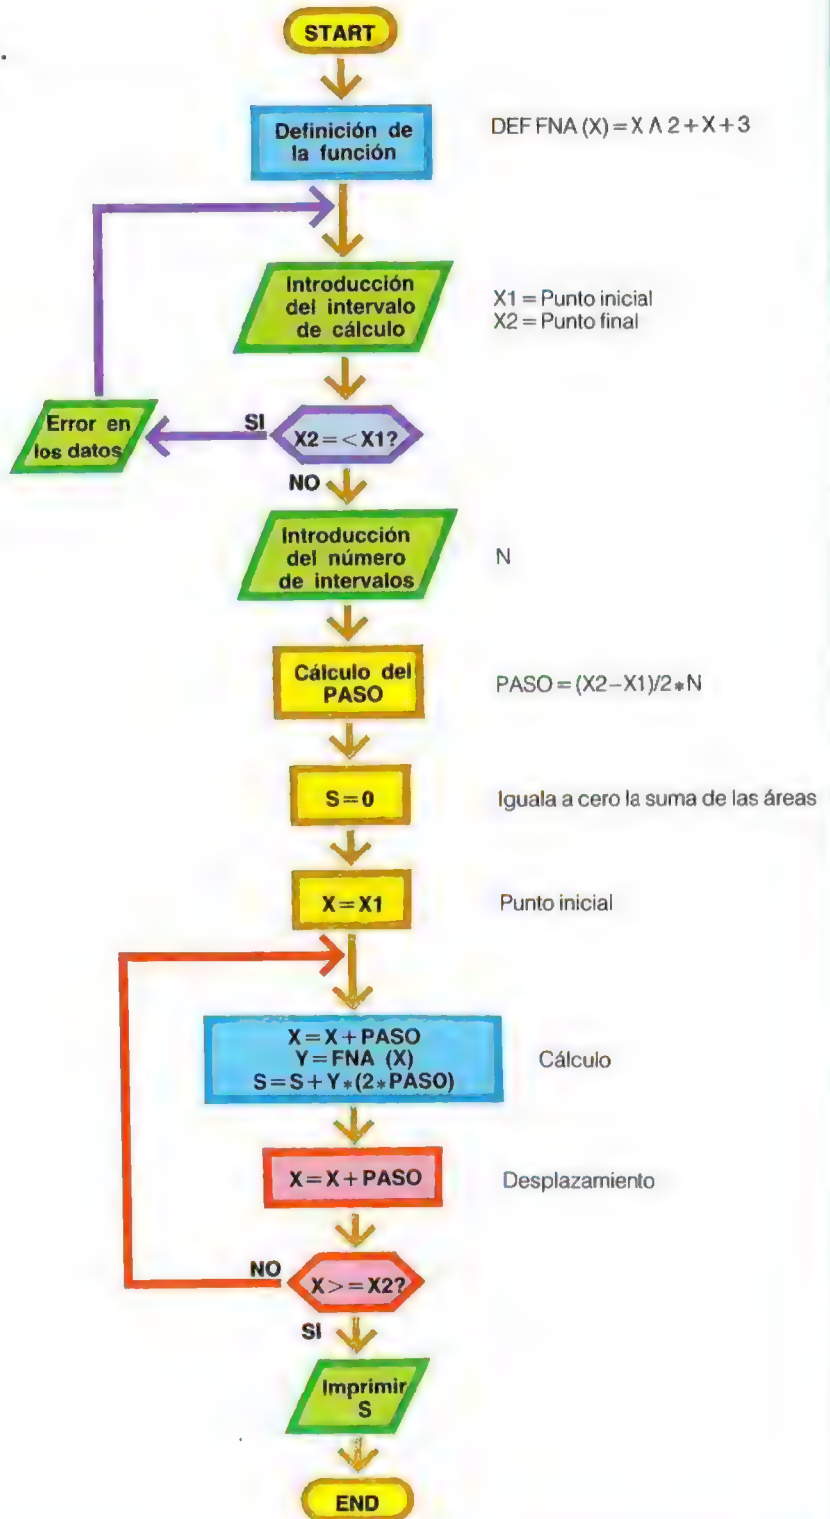 START
Definición de
la función
DEF FNA (X) = X Λ 2 + X + 3
Introducción
del intervalo
de cálculo
X1 = Punto inicial
X2 = Punto final
Error en
los datos
SI
X2 = < X1?
NO
Introducción
del número
de intervalos
N
Cálculo del
PASO
PASO = (X2–X1)/2*N
S = 0
Iguala a cero la suma de las áreas
X = X1
Punto inicial
X = X + PASO
Y = FNA (X)
S = S + Y*(2*PASO)
Cálculo
X = X + PASO
Desplazamiento
NO
X > = X2?
SI
Imprimir
S
END